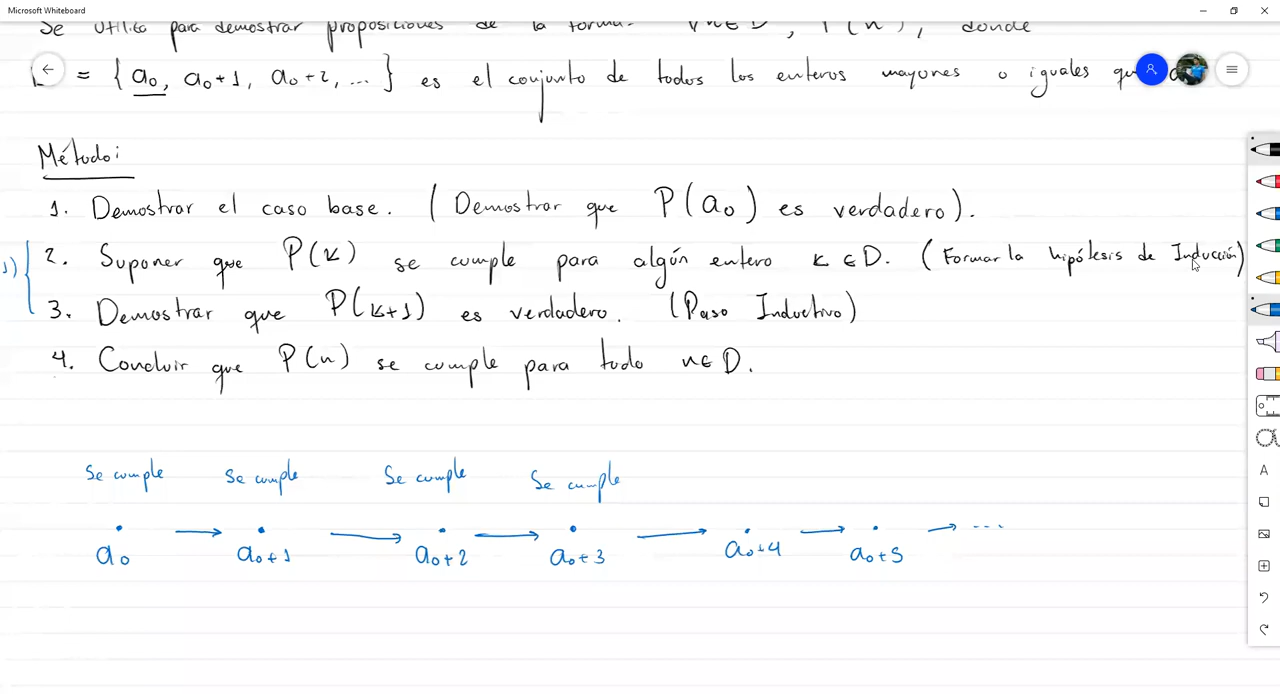 Microsoft Whiteboard
Se utiliza para demostrar proposiciones de la forma ∀n∈D, P(n), donde
= {a₀, a₀+1, a₀+2, ...} es el conjunto de todos los enteros mayores o iguales
Método:
1. Demostrar el caso base. (Demostrar que P(a₀) es verdadero).
2. Suponer que P(k) se cumple para algún entero k∈D. (Formar la hipótesis de Inducción)
3. Demostrar que P(k+1) es verdadero. (Paso Inductivo)
4. Concluir que P(n) se cumple para todo n∈D.
Se cumple Se cumple Se cumple Se cumple
a₀ a₀+1 a₀+2 a₀+3 a₀+4 a₀+5 ...